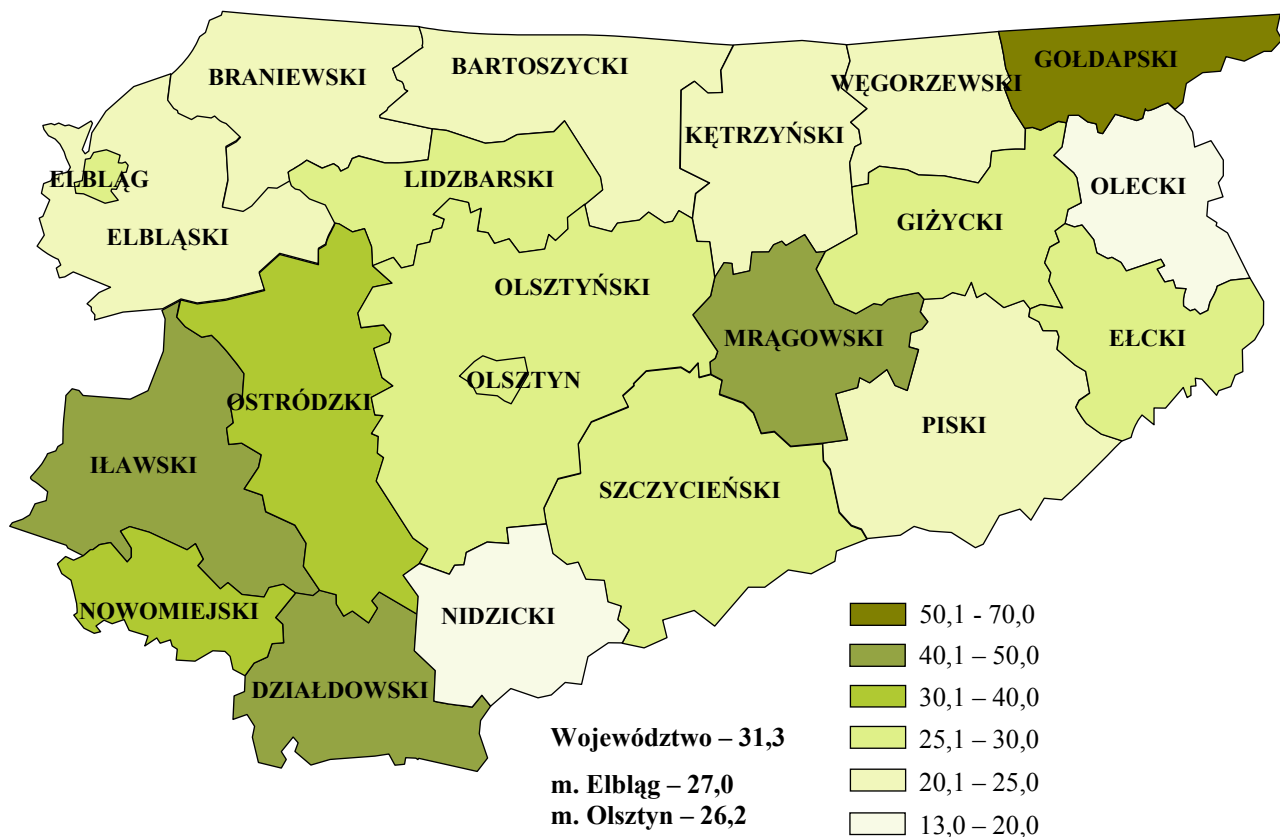 BRANIEWSKI
BARTOSZYCKI
GOŁDAPSKI
WĘGORZEWSKI
KĘTRZYŃSKI
ELBLĄG
LIDZBARSKI
OLECKI
GIŻYCKI
ELBLĄSKI
OLSZTYŃSKI
MRĄGOWSKI
EŁCKI
OLSZTYN
OSTRÓDZKI
PISKI
IŁAWSKI
SZCZYCIEŃSKI
NOWOMIEJSKI
NIDZICKI
DZIAŁDOWSKI
50,1 - 70,0
40,1 – 50,0
30,1 – 40,0
25,1 – 30,0
20,1 – 25,0
13,0 – 20,0
Województwo – 31,3
m. Elbląg – 27,0
m. Olsztyn – 26,2